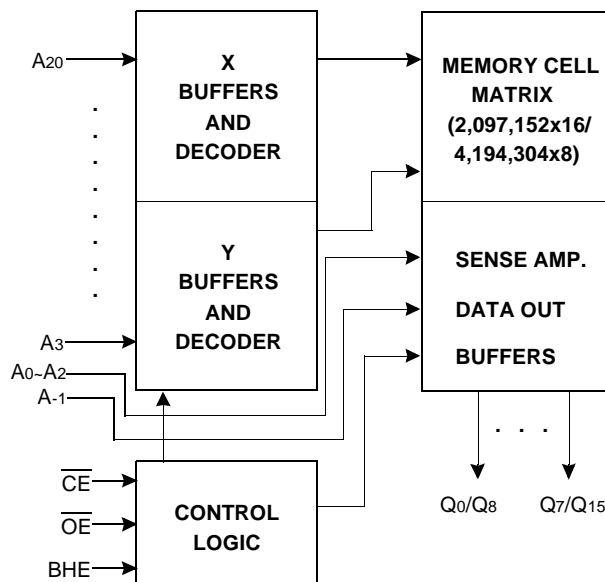 A20
A3
A0~A2
A-1
CE
OE
BHE
X
BUFFERS
AND
DECODER
Y
BUFFERS
AND
DECODER
CONTROL
LOGIC
MEMORY CELL
MATRIX
(2,097,152x16/
4,194,304x8)
SENSE AMP.
DATA OUT
BUFFERS
. . .
Q0/Q8
Q7/Q15